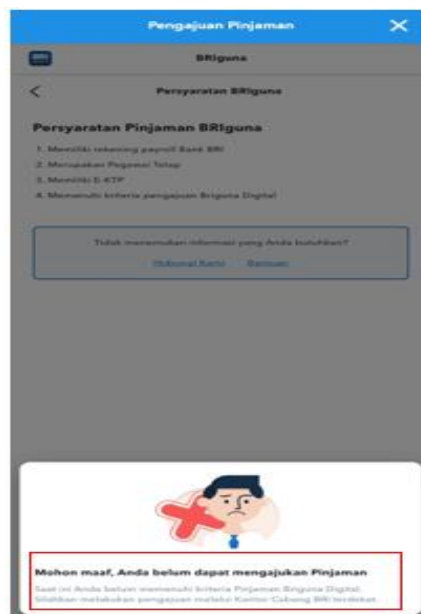 Pengajuan Pinjaman
BRI
BRIguna
Persyaratan BRIguna
Persyaratan Pinjaman BRIguna
1. Memiliki rekening payroll Bank BRI
2. Merupakan Pegawai Tetap
3. Memiliki E-KTP
4. Memenuhi kriteria pengajuan Briguna Digital
Tidak menemukan informasi yang Anda butuhkan?
Hubungi Kami Bantuan
Mohon maaf, Anda belum dapat mengajukan Pinjaman
Saat ini Anda belum memenuhi kriteria Pinjaman Briguna Digital.
Silahkan melakukan pengajuan melalui Kantor Cabang BRI terdekat.